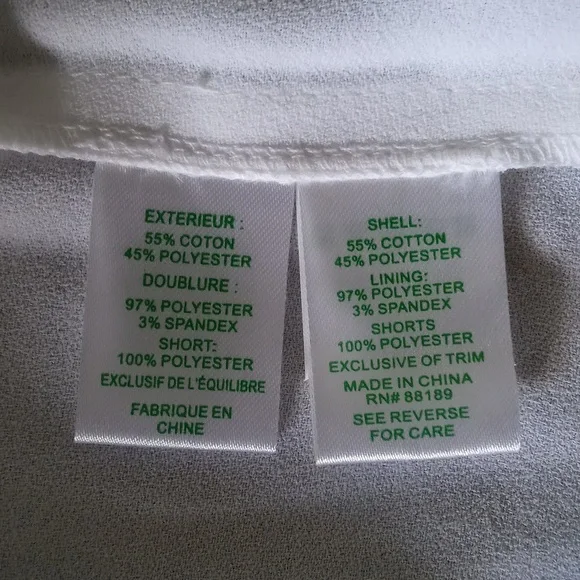 EXTERIEUR :
55% COTON
45% POLYESTER
DOUBLURE :
97% POLYESTER
3% SPANDEX
SHORT:
100% POLYESTER
EXCLUSIF DE L'ÉQUILIBRE
FABRIQUE EN
CHINE
SHELL:
55% COTTON
45% POLYESTER
LINING:
97% POLYESTER
3% SPANDEX
SHORTS
100% POLYESTER
EXCLUSIVE OF TRIM
MADE IN CHINA
RN# 88189
SEE REVERSE
FOR CARE